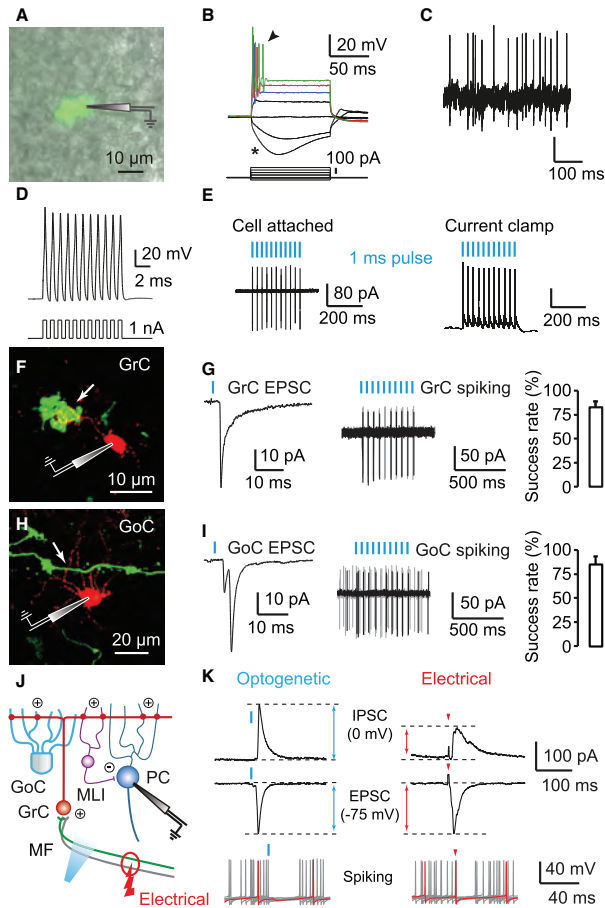 A
10 µm
B
20 mV
50 ms
*
100 pA
C
100 ms
D
20 mV
2 ms
1 nA
E
Cell attached
1 ms pulse
Current clamp
80 pA
200 ms
200 ms
F
GrC
10 µm
G
GrC EPSC
10 pA
10 ms
GrC spiking
50 pA
500 ms
Success rate (%)
100
75
50
25
0
H
GoC
20 µm
I
GoC EPSC
10 pA
10 ms
GoC spiking
50 pA
500 ms
Success rate (%)
100
75
50
25
0
J
+
+
GoC
MLI
−
PC
GrC
+
MF
Electrical
K
Optogenetic
Electrical
IPSC
(0 mV)
100 pA
100 ms
EPSC
(-75 mV)
Spiking
40 mV
40 ms